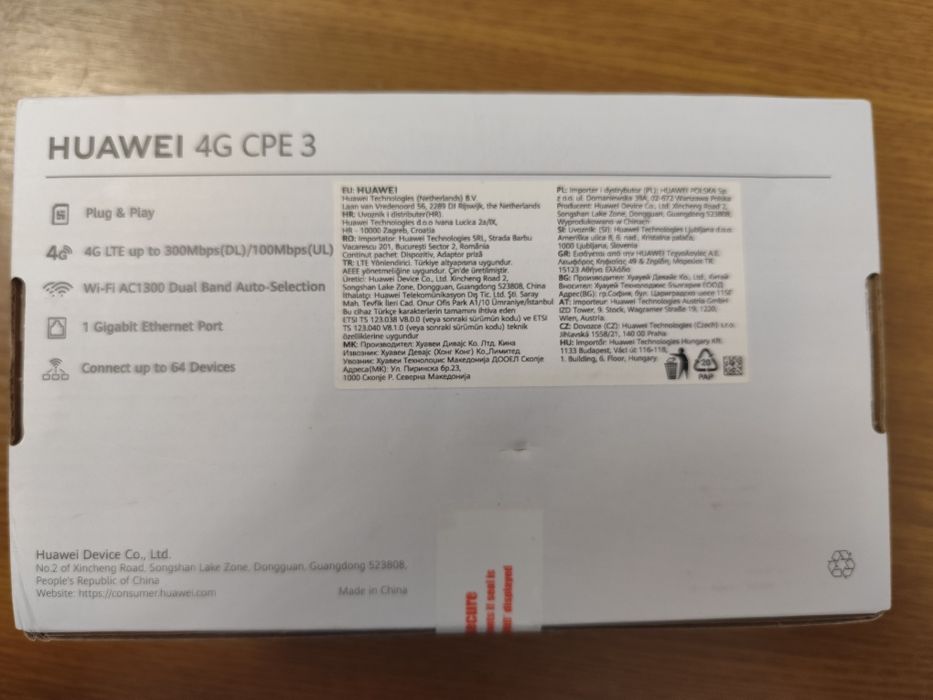 HUAWEI 4G CPE 3
Plug & Play
4G LTE up to 300Mbps(DL)/100Mbps(UL)
Wi-Fi AC1300 Dual Band Auto-Selection
1 Gigabit Ethernet Port
Connect up to 64 Devices
EU: HUAWEI
Huawei Technologies (Netherlands) B.V.
Laan van Vredenoord 56, 2289 DJ Rijswijk, the Netherlands
HR: Uvoznik i distributer(HR)
Huawei Technologies d.o.o Ivana Lucica 2a/IX,
HR - 10000 Zagreb, Croatia
RO: Importator: Huawei Technologies SRL, Strada Barbu
Vacarescu 201, Bucureşti Sector 2, România
Continut pachet: Dispozitiv, Adaptor priză
TR: LTE Yönlendirici. Türkiye altyapısına uygundur.
AEEE yönetmeliğine uygundur. Çin'de üretilmiştir.
Üretici: Huawei Device Co., Ltd. Xincheng Road 2,
Songshan Lake Zone, Dongguan, Guangdong 523808, China
İthalatçı: Huawei Telekomünikasyon Dış Tic. Ltd. Şti. Saray
Mah. Tevfik İleri Cad. Onur Ofis Park A1/10 Ümraniye/İstanbul
Bu cihaz Türkçe karakterlerin tamamını ihtiva eden
ETSI TS 123.038 V8.0.0 (veya sonraki sürümün kodu) ve ETSI
TS 123.040 V8.1.0 (veya sonraki sürümün kodu) teknik
özelliklerine uygundur
MK: Производител: Хуавеи Дивајс Ко. Лтд, Кина
Извозник: Хуавеи Девајс (Хонг Конг) Ко.,Лимитед
Увозник: Хуавеи Технолоџис Македонија ДООЕЛ Скопје
Адреса(МК): Ул. Пиринска бр.23,
1000 Скопје Р. Северна Македонија
PL: Importer i dystrybutor (PL): HUAWEI POLSKA Sp.
z o.o. ul. Domaniewska 39A, 02-672 Warszawa Polska
Producent: Huawei Device Co., Ltd. Xincheng Road 2,
Songshan Lake Zone, Dongguan, Guangdong 523808,
Wyprodukowano w Chinach
SI: Uvoznik: (SI): Huawei Technologies Ljubljana d.o.o.
Ameriška ulica 8, 6. nad., Kristalna palača,
1000 Ljubljana, Slovenia
GR: Εισάγεται από την HUAWEI Τεχνολογίες Α.Ε.
Λεωφόρος Κηφισίας 49 & Ζηρίδη, Μαρούσι ΤΚ
15123 Αθήνα Ελλάδα
BG: Производител: Хуауей Дивайс Ко., Лтд. Китай
Вносител: Хуауей Технолоджис България ЕООД
Адрес(BG): гр.София, бул. Цариградско шосе 115Е
AT: Importeur: Huawei Technologies Austria GmbH
IZD Tower, 9. Stock, Wagramer Straße 19, 1220,
Wien, Austria.
CZ: Dovozce (CZ): Huawei Technologies (Czech) s.r.o.
Jihlavská 1558/21, 140 00 Praha
HU: Importőr: Huawei Technologies Hungary Kft.
1133 Budapest, Váci út 116-118,
1. Building, 6. Floor, Hungary.
20
PAP
Huawei Device Co., Ltd.
No.2 of Xincheng Road, Songshan Lake Zone, Dongguan, Guangdong 523808,
People's Republic of China
Website: https://consumer.huawei.com
Made in China
ecure
if seal is
displayed